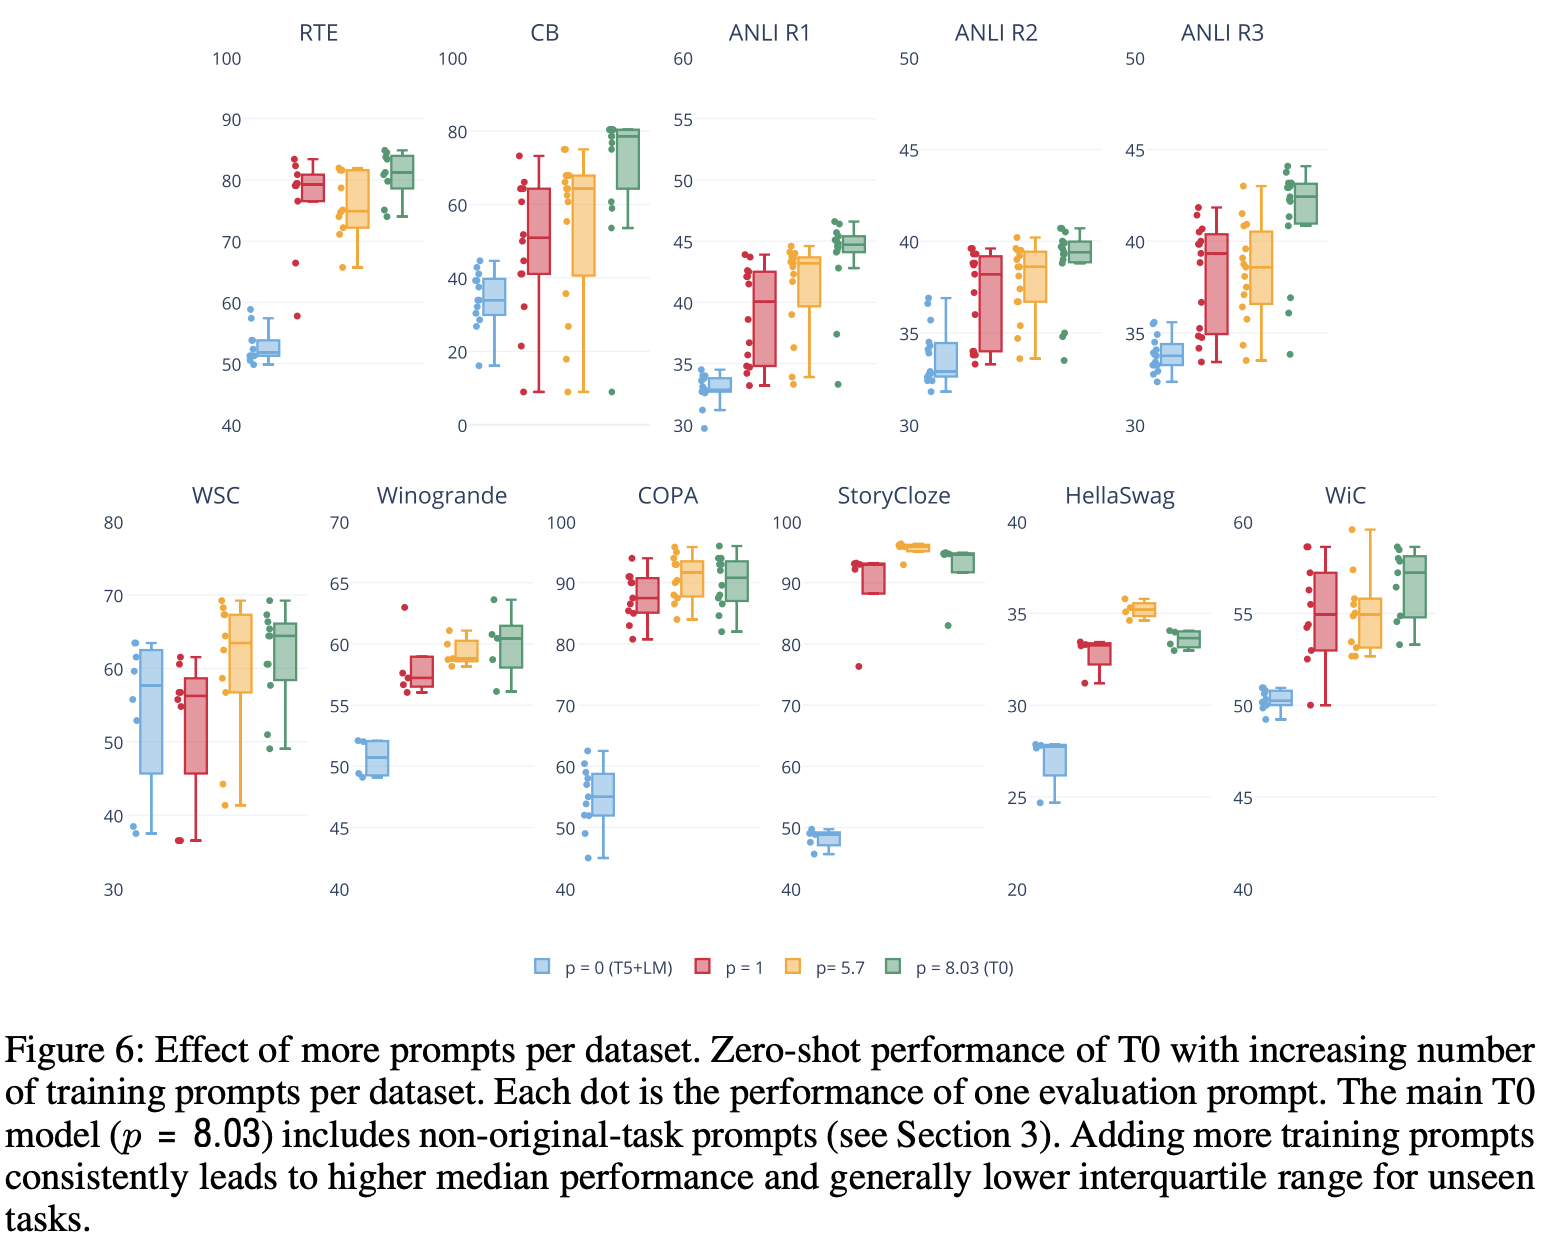 RTE CB ANLI R1 ANLI R2 ANLI R3
100 100 60 50 50
90 80 55 45 45
80 60 50 40 40
70 40 45 35 35
60 20 40 30 30
50 0 35
40 30
WSC Winogrande COPA StoryCloze HellaSwag WiC
80 70 100 100 40 60
70 65 90 90 35 55
60 60 80 80 30 50
50 55 70 70 25 45
40 50 60 60 20 40
30 45 50 50
40 40 40
p = 0 (T5+LM) p = 1 p= 5.7 p = 8.03 (T0)
Figure 6: Effect of more prompts per dataset. Zero-shot performance of T0 with increasing number
of training prompts per dataset. Each dot is the performance of one evaluation prompt. The main T0
model (p = 8.03) includes non-original-task prompts (see Section 3). Adding more training prompts
consistently leads to higher median performance and generally lower interquartile range for unseen
tasks.